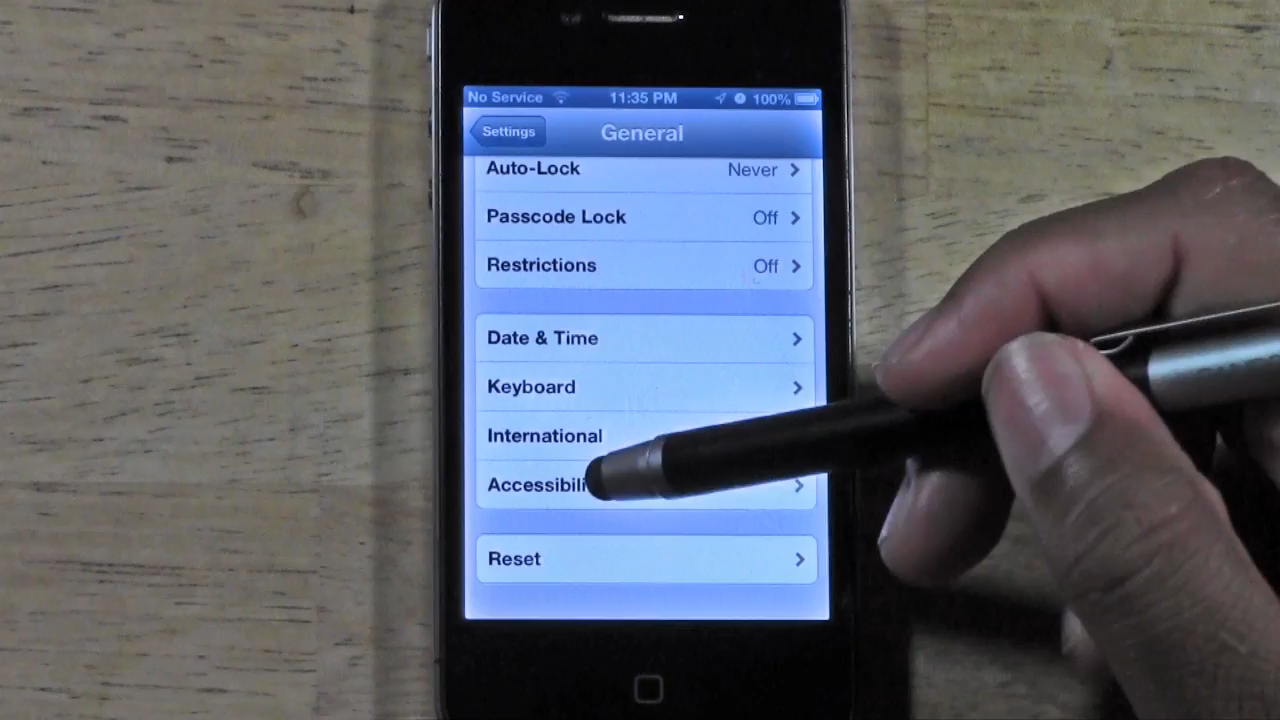 No Service 11:35 PM 100%
Settings General
Auto-Lock Never
Passcode Lock Off
Restrictions Off
Date & Time
Keyboard
International
Accessibili
Reset